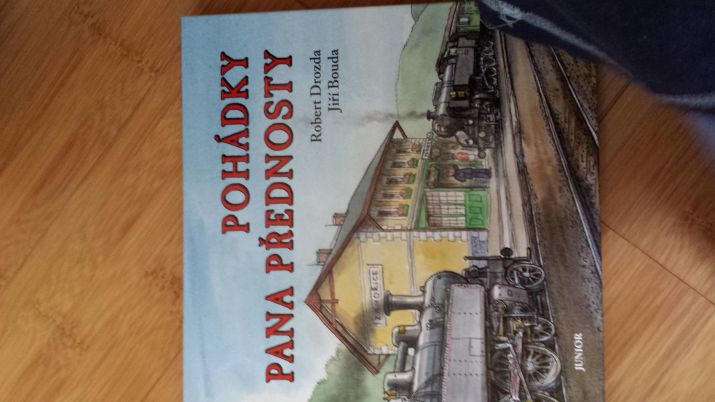 POHÁDKY
PANA PŘEDNOSTY
Robert Drozda
Jiří Bouda
JUNIOR